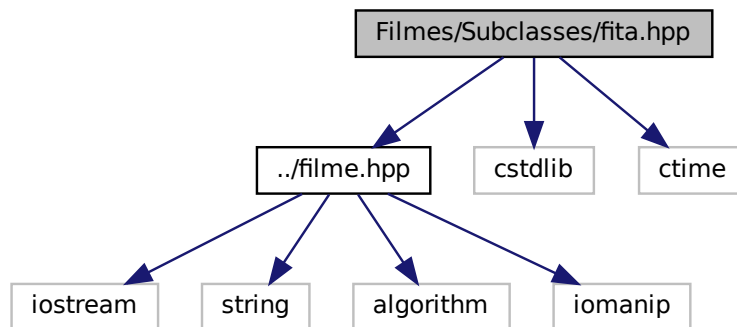 Filmes/Subclasses/fita.hpp
../filme.hpp
cstdlib
ctime
iostream
string
algorithm
iomanip